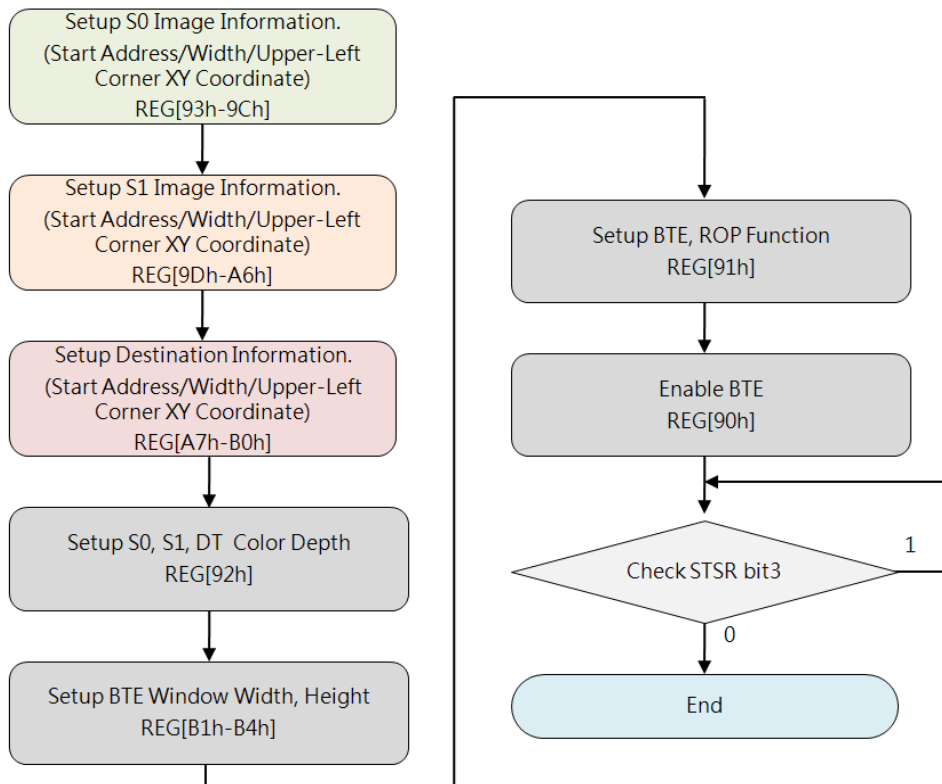 Setup S0 Image Information.
(Start Address/Width/Upper-Left
Corner XY Coordinate)
REG[93h-9Ch]
Setup S1 Image Information.
(Start Address/Width/Upper-Left
Corner XY Coordinate)
REG[9Dh-A6h]
Setup Destination Information.
(Start Address/Width/Upper-Left
Corner XY Coordinate)
REG[A7h-B0h]
Setup S0, S1, DT Color Depth
REG[92h]
Setup BTE Window Width, Height
REG[B1h-B4h]
Setup BTE, ROP Function
REG[91h]
Enable BTE
REG[90h]
Check STSR bit3
1
0
End